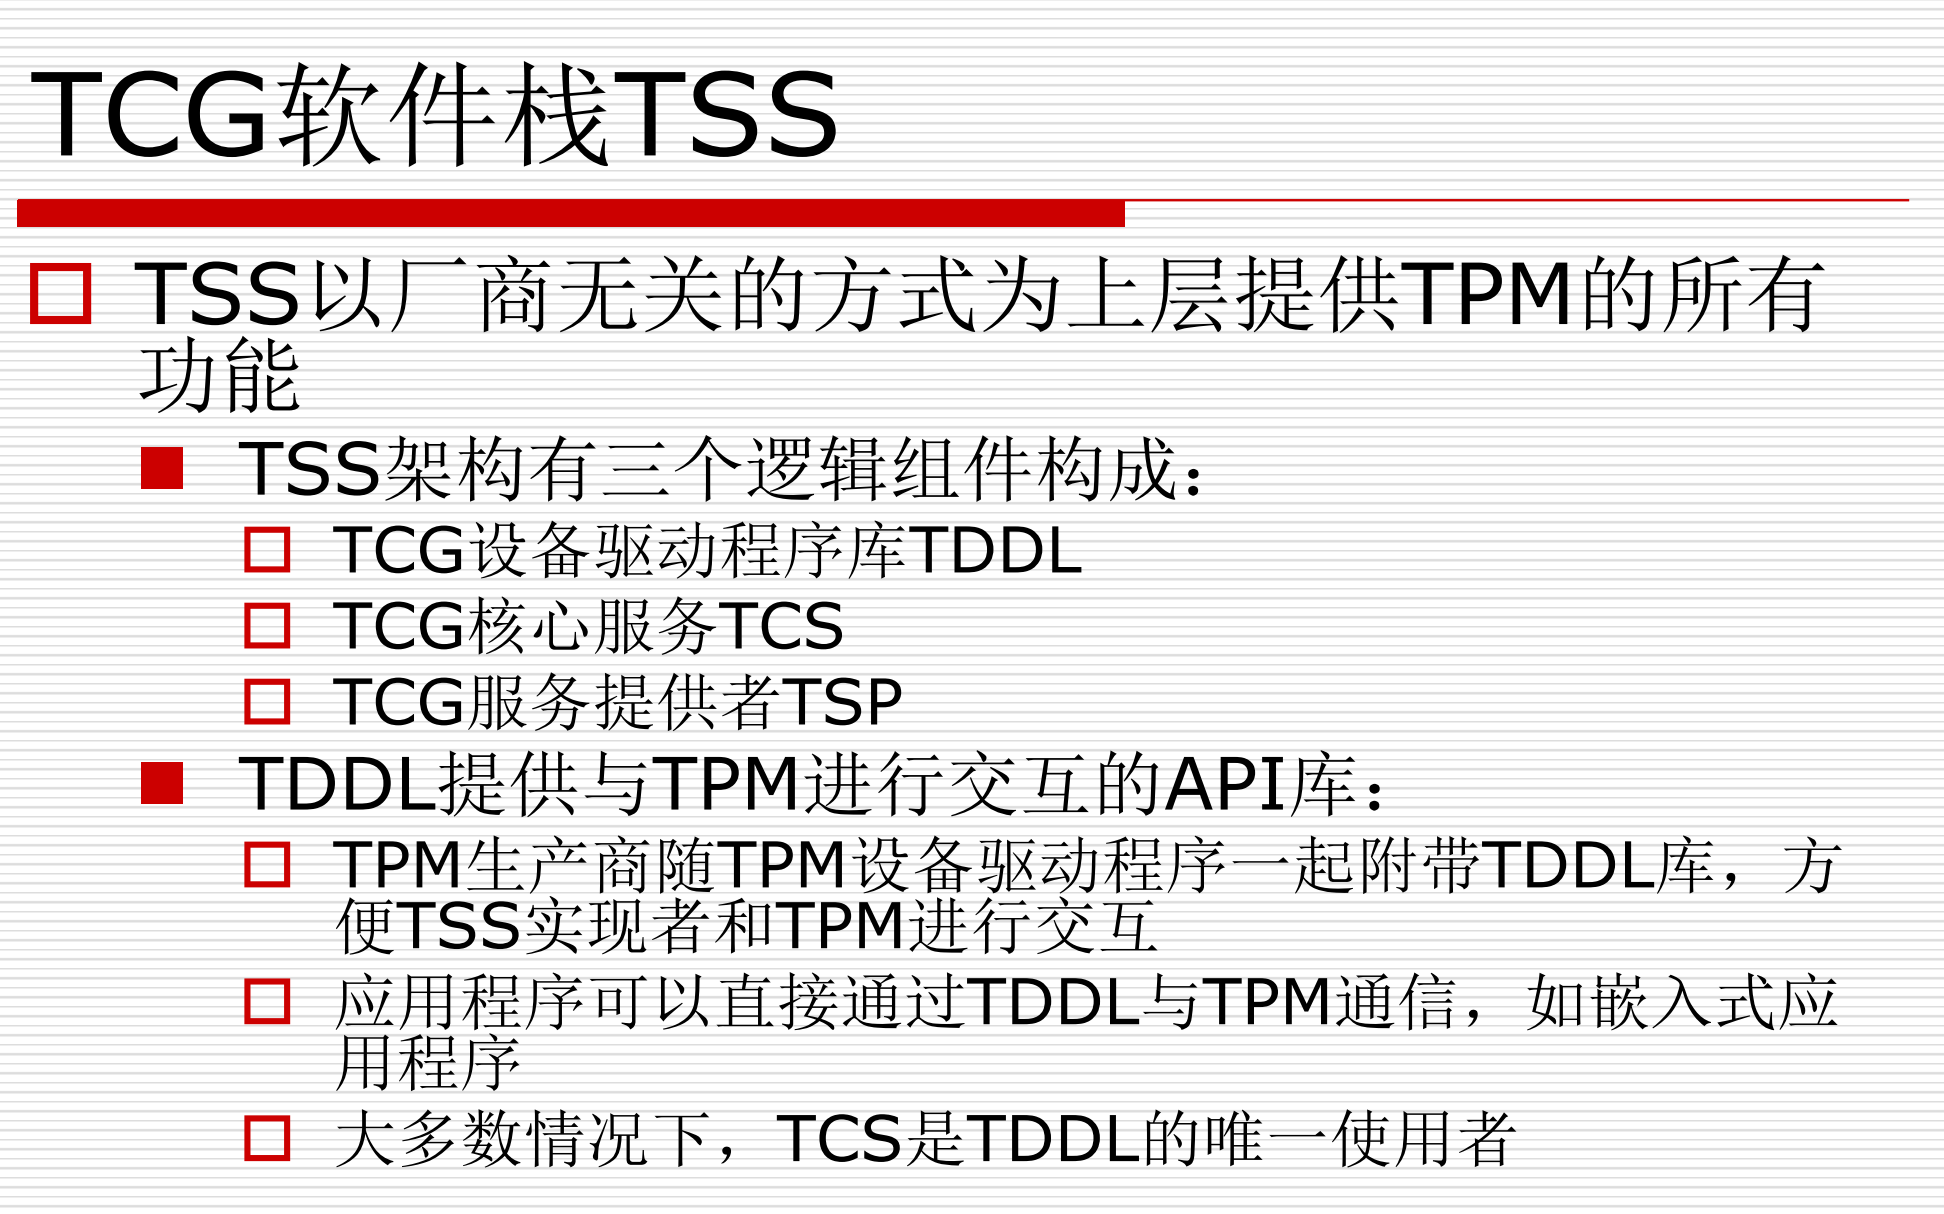 TCG软件栈TSS
TSS以厂商无关的方式为上层提供TPM的所有
功能
TSS架构有三个逻辑组件构成：
TCG设备驱动程序库TDDL
TCG核心服务TCS
TCG服务提供者TSP
TDDL提供与TPM进行交互的API库：
TPM生产商随TPM设备驱动程序一起附带TDDL库，方
便TSS实现者和TPM进行交互
应用程序可以直接通过TDDL与TPM通信，如嵌入式应
用程序
大多数情况下，TCS是TDDL的唯一使用者